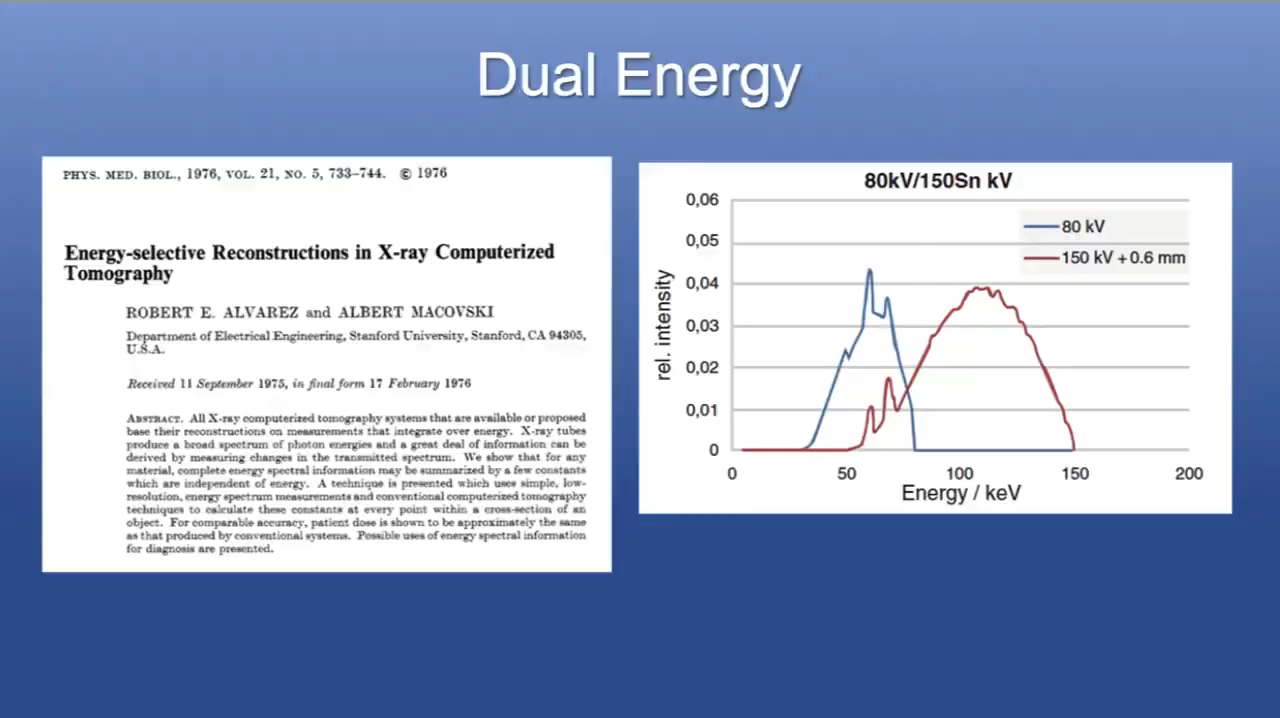 Dual Energy
PHYS. MED. BIOL., 1976, VOL. 21, NO. 5, 733–744. © 1976
Energy-selective Reconstructions in X-ray Computerized
Tomography
ROBERT E. ALVAREZ and ALBERT MACOVSKI
Department of Electrical Engineering, Stanford University, Stanford, CA 94305,
U.S.A.
Received 11 September 1975, in final form 17 February 1976
ABSTRACT. All X-ray computerized tomography systems that are available or proposed
base their reconstructions on measurements that integrate over energy. X-ray tubes
produce a broad spectrum of photon energies and a great deal of information can be
derived by measuring changes in the transmitted spectrum. We show that for any
material, complete energy spectral information may be summarized by a few constants
which are independent of energy. A technique is presented which uses simple, low-
resolution, energy spectrum measurements and conventional computerized tomography
techniques to calculate these constants at every point within a cross-section of an
object. For comparable accuracy, patient dose is shown to be approximately the same
as that produced by conventional systems. Possible uses of energy spectral information
for diagnosis are presented.
80kV/150Sn kV
0,06
0,05
0,04
0,03
0,02
0,01
0
rel. intensity
80 kV
150 kV + 0.6 mm
0 50 100 150 200
Energy / keV